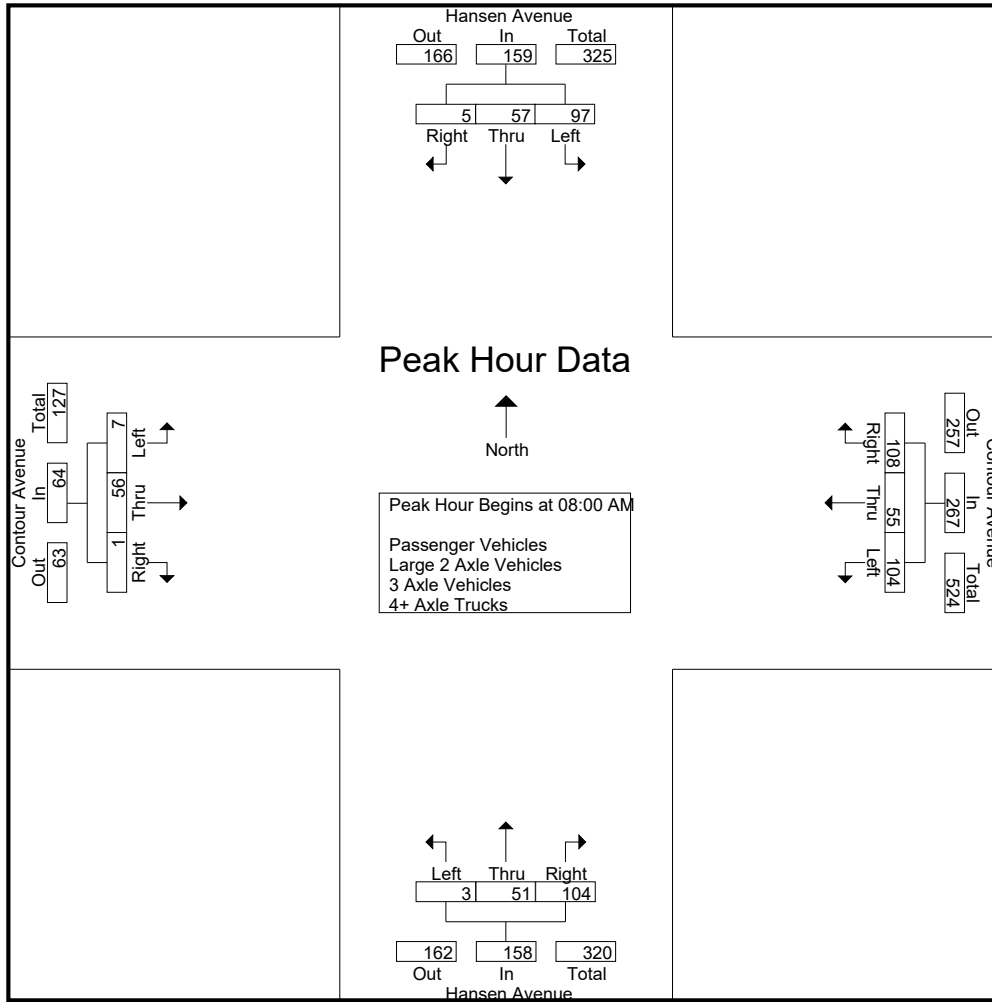 Hansen Avenue
Out In Total
166 159 325
5 57 97
Right Thru Left
Peak Hour Data
North
Peak Hour Begins at 08:00 AM
Passenger Vehicles
Large 2 Axle Vehicles
3 Axle Vehicles
4+ Axle Trucks
Contour Avenue
Out In Total
63 64 127
Left Thru Right
7 56 1
Contour Avenue
Out In Total
257 267 524
Right Thru Left
108 55 104
Left Thru Right
3 51 104
162 158 320
Out In Total
Hansen Avenue